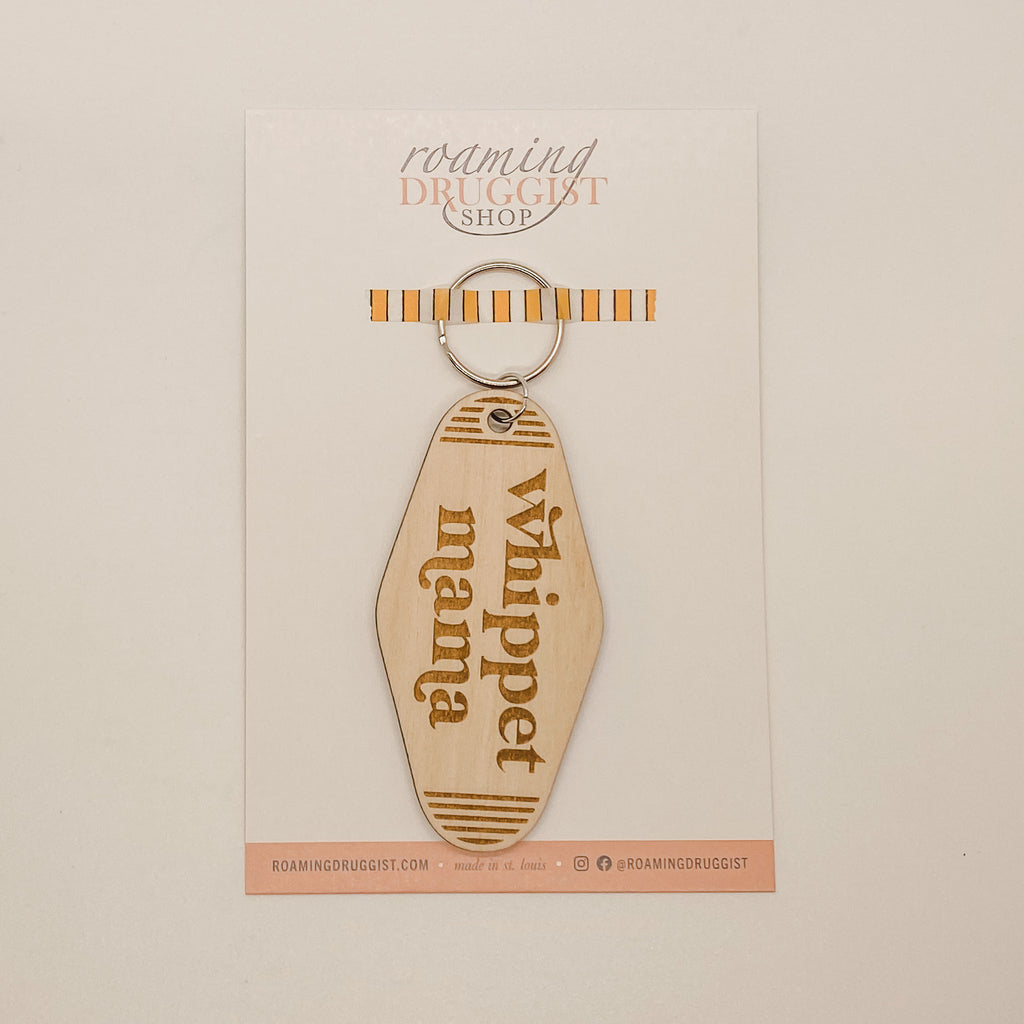 roaming
DRUGGIST
SHOP
whippet
mama
ROAMINGDRUGGIST.COM • made in st. louis • @ROAMINGDRUGGIST